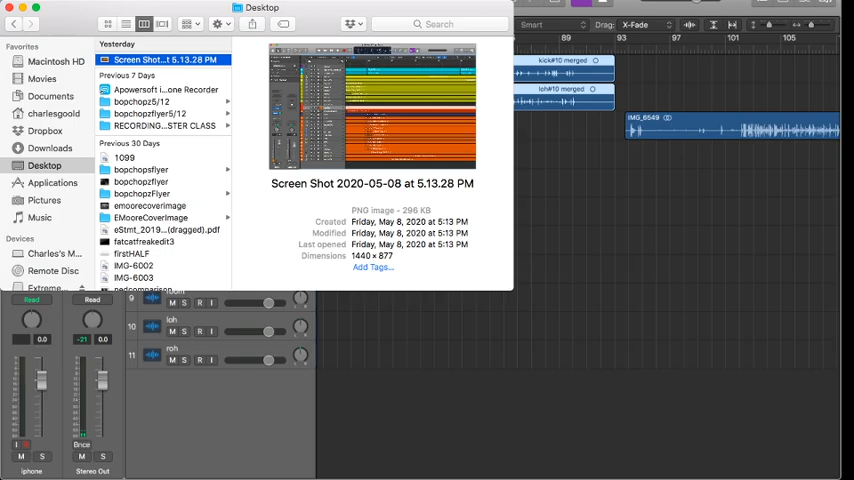 Desktop
Search
Smart
Drag:
X-Fade
Favorites
Macintosh HD
Movies
Documents
charlesgoold
Dropbox
Downloads
Desktop
Applications
Pictures
Music
Devices
Charles's M...
Remote Disc
Extreme...
Yesterday
Screen Shot...t 5.13.28 PM
Previous 7 Days
Apowersoft i...one Recorder
bopchopz5/12
bopchopzflyer5/12
RECORDING...STER CLASS
Previous 30 Days
1099
bopchopsflyer
bopchopzflyer
bopchopzFlyer
emoorecoverimage
EMooreCoverImage
eStmt_2019...(dragged).pdf
fatcatfreakedit3
firstHALF
IMG-6002
IMG-6003
Screen Shot 2020-05-08 at 5.13.28 PM
PNG image - 296 KB
Created Friday, May 8, 2020 at 5:13 PM
Modified Friday, May 8, 2020 at 5:13 PM
Last opened Friday, May 8, 2020 at 5:13 PM
Dimensions 1440 × 877
Add Tags...
89 93 97 101 105
kick#10 merged
loh#10 merged
IMG_6549
Read Read
0.0 -21 0.0
9 M S R I
10 loh M S R I
11 roh M S R I
I R Bnce
M S M S
iphone Stereo Out